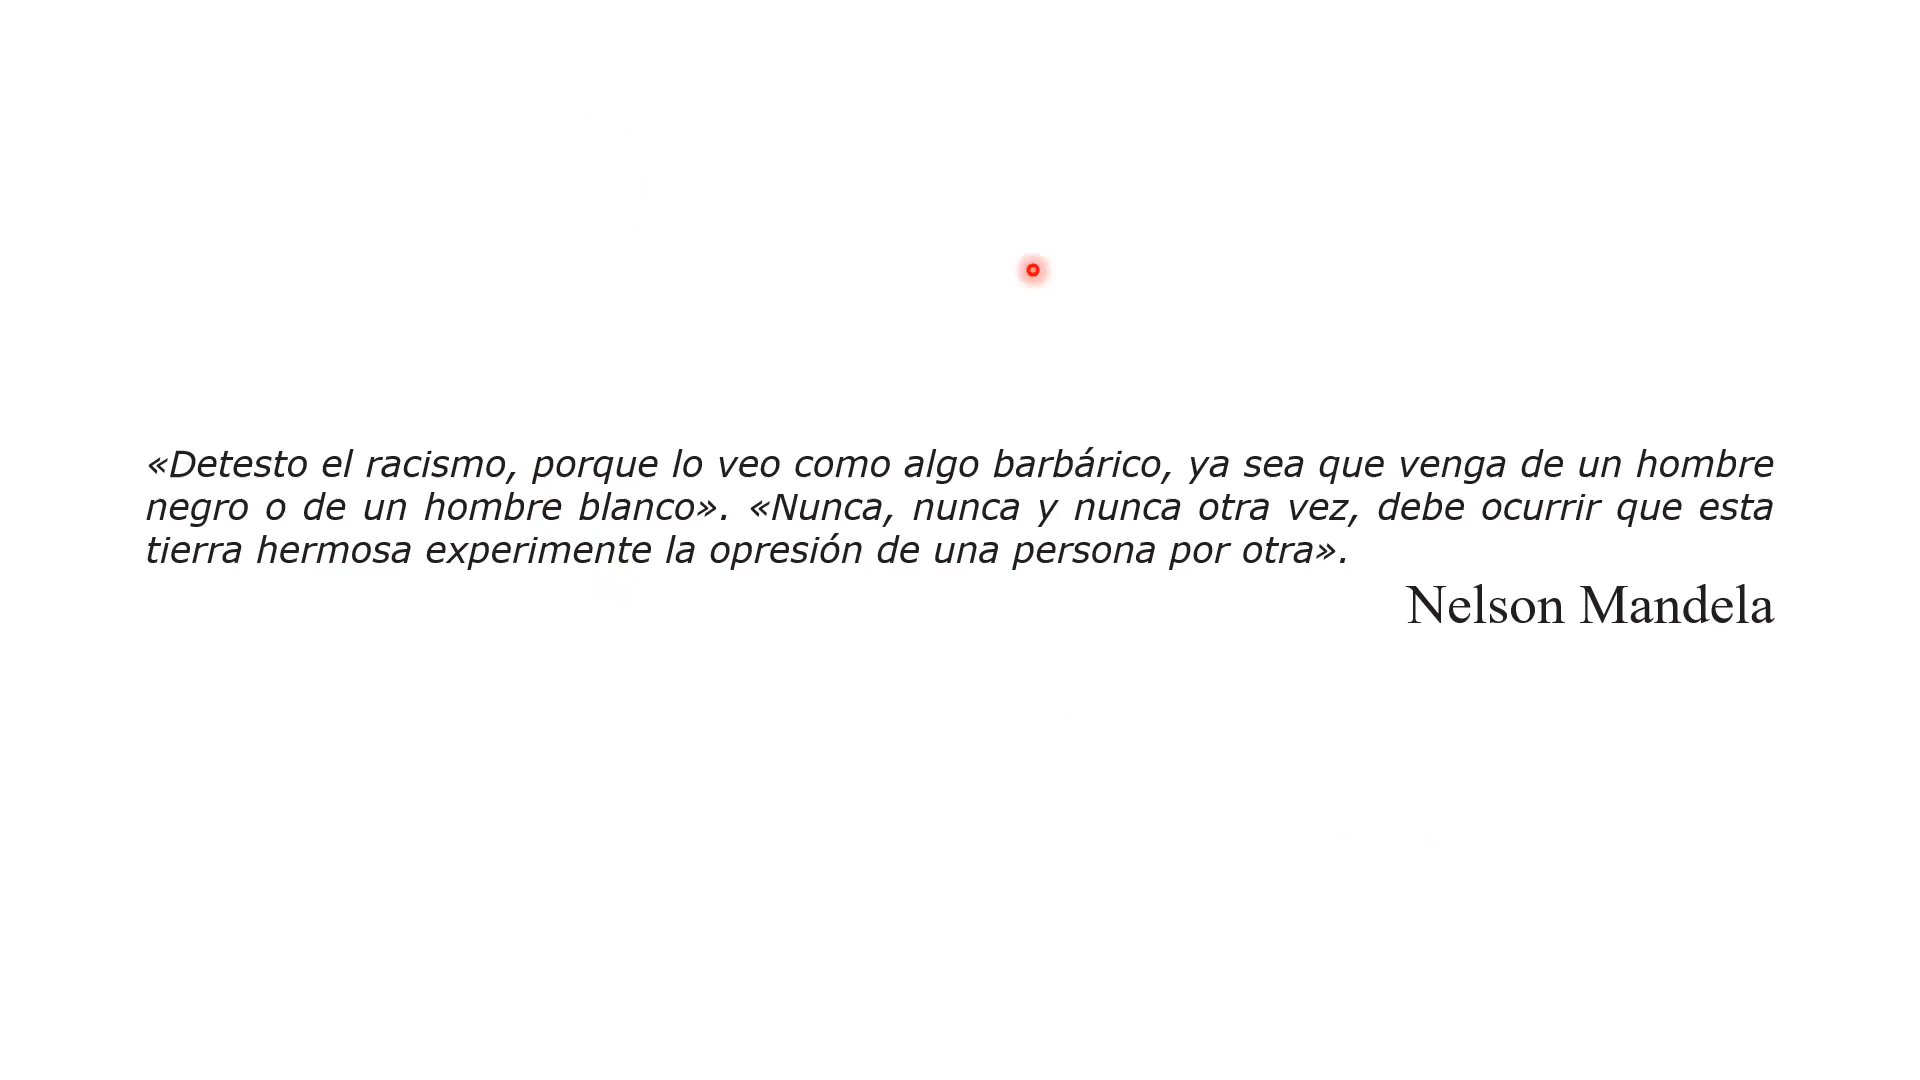 «Detesto el racismo, porque lo veo como algo barbárico, ya sea que venga de un hombre
negro o de un hombre blanco». «Nunca, nunca y nunca otra vez, debe ocurrir que esta
tierra hermosa experimente la opresión de una persona por otra».
Nelson Mandela